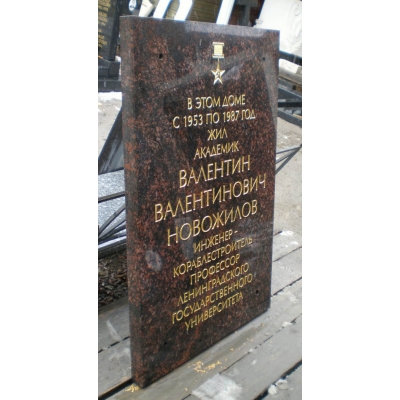 В ЭТОМ ДОМЕ
С 1953 ПО 1987 ГОД
ЖИЛ
АКАДЕМИК
ВАЛЕНТИН
ВАЛЕНТИНОВИЧ
НОВОЖИЛОВ
ИНЖЕНЕР-
КОРАБЛЕСТРОИТЕЛЬ
ПРОФЕССОР
ЛЕНИНГРАДСКОГО
ГОСУДАРСТВЕННОГО
УНИВЕРСИТЕТА